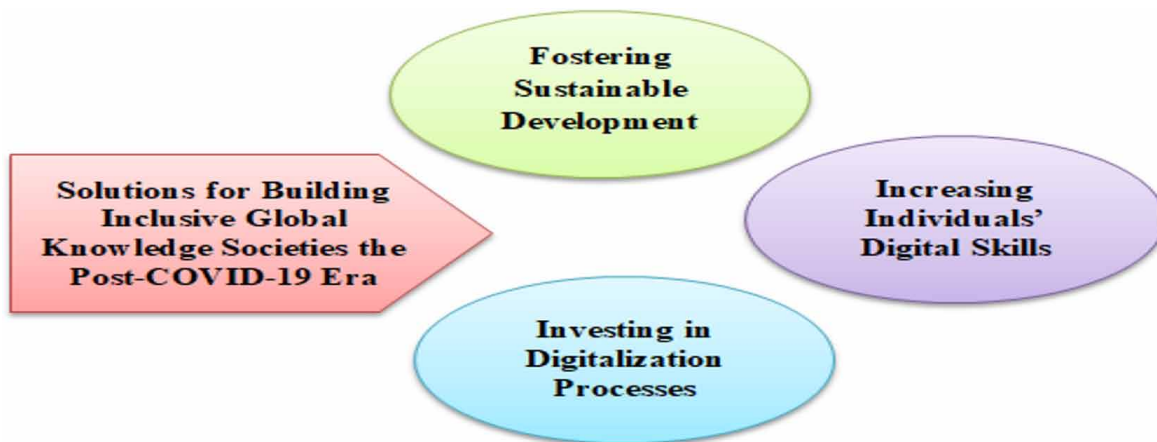 Fostering
Sustainable
Development
Solutions for Building
Inclusive Global
Knowledge Societies the
Post-COVID-19 Era
Increasing
Individuals’
Digital Skills
Investing in
Digitalization
Processes